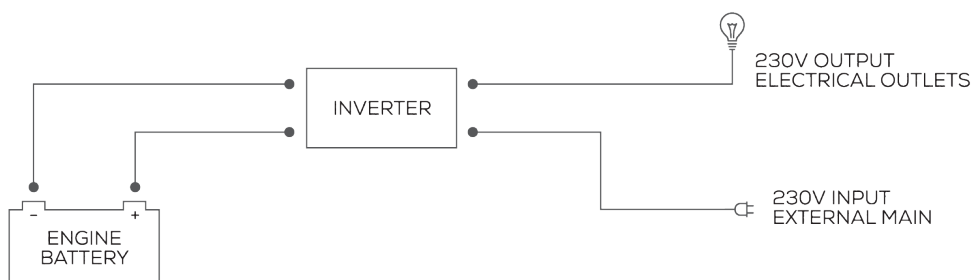 230V OUTPUT
ELECTRICAL OUTLETS
INVERTER
230V INPUT
EXTERNAL MAIN
− +
ENGINE
BATTERY